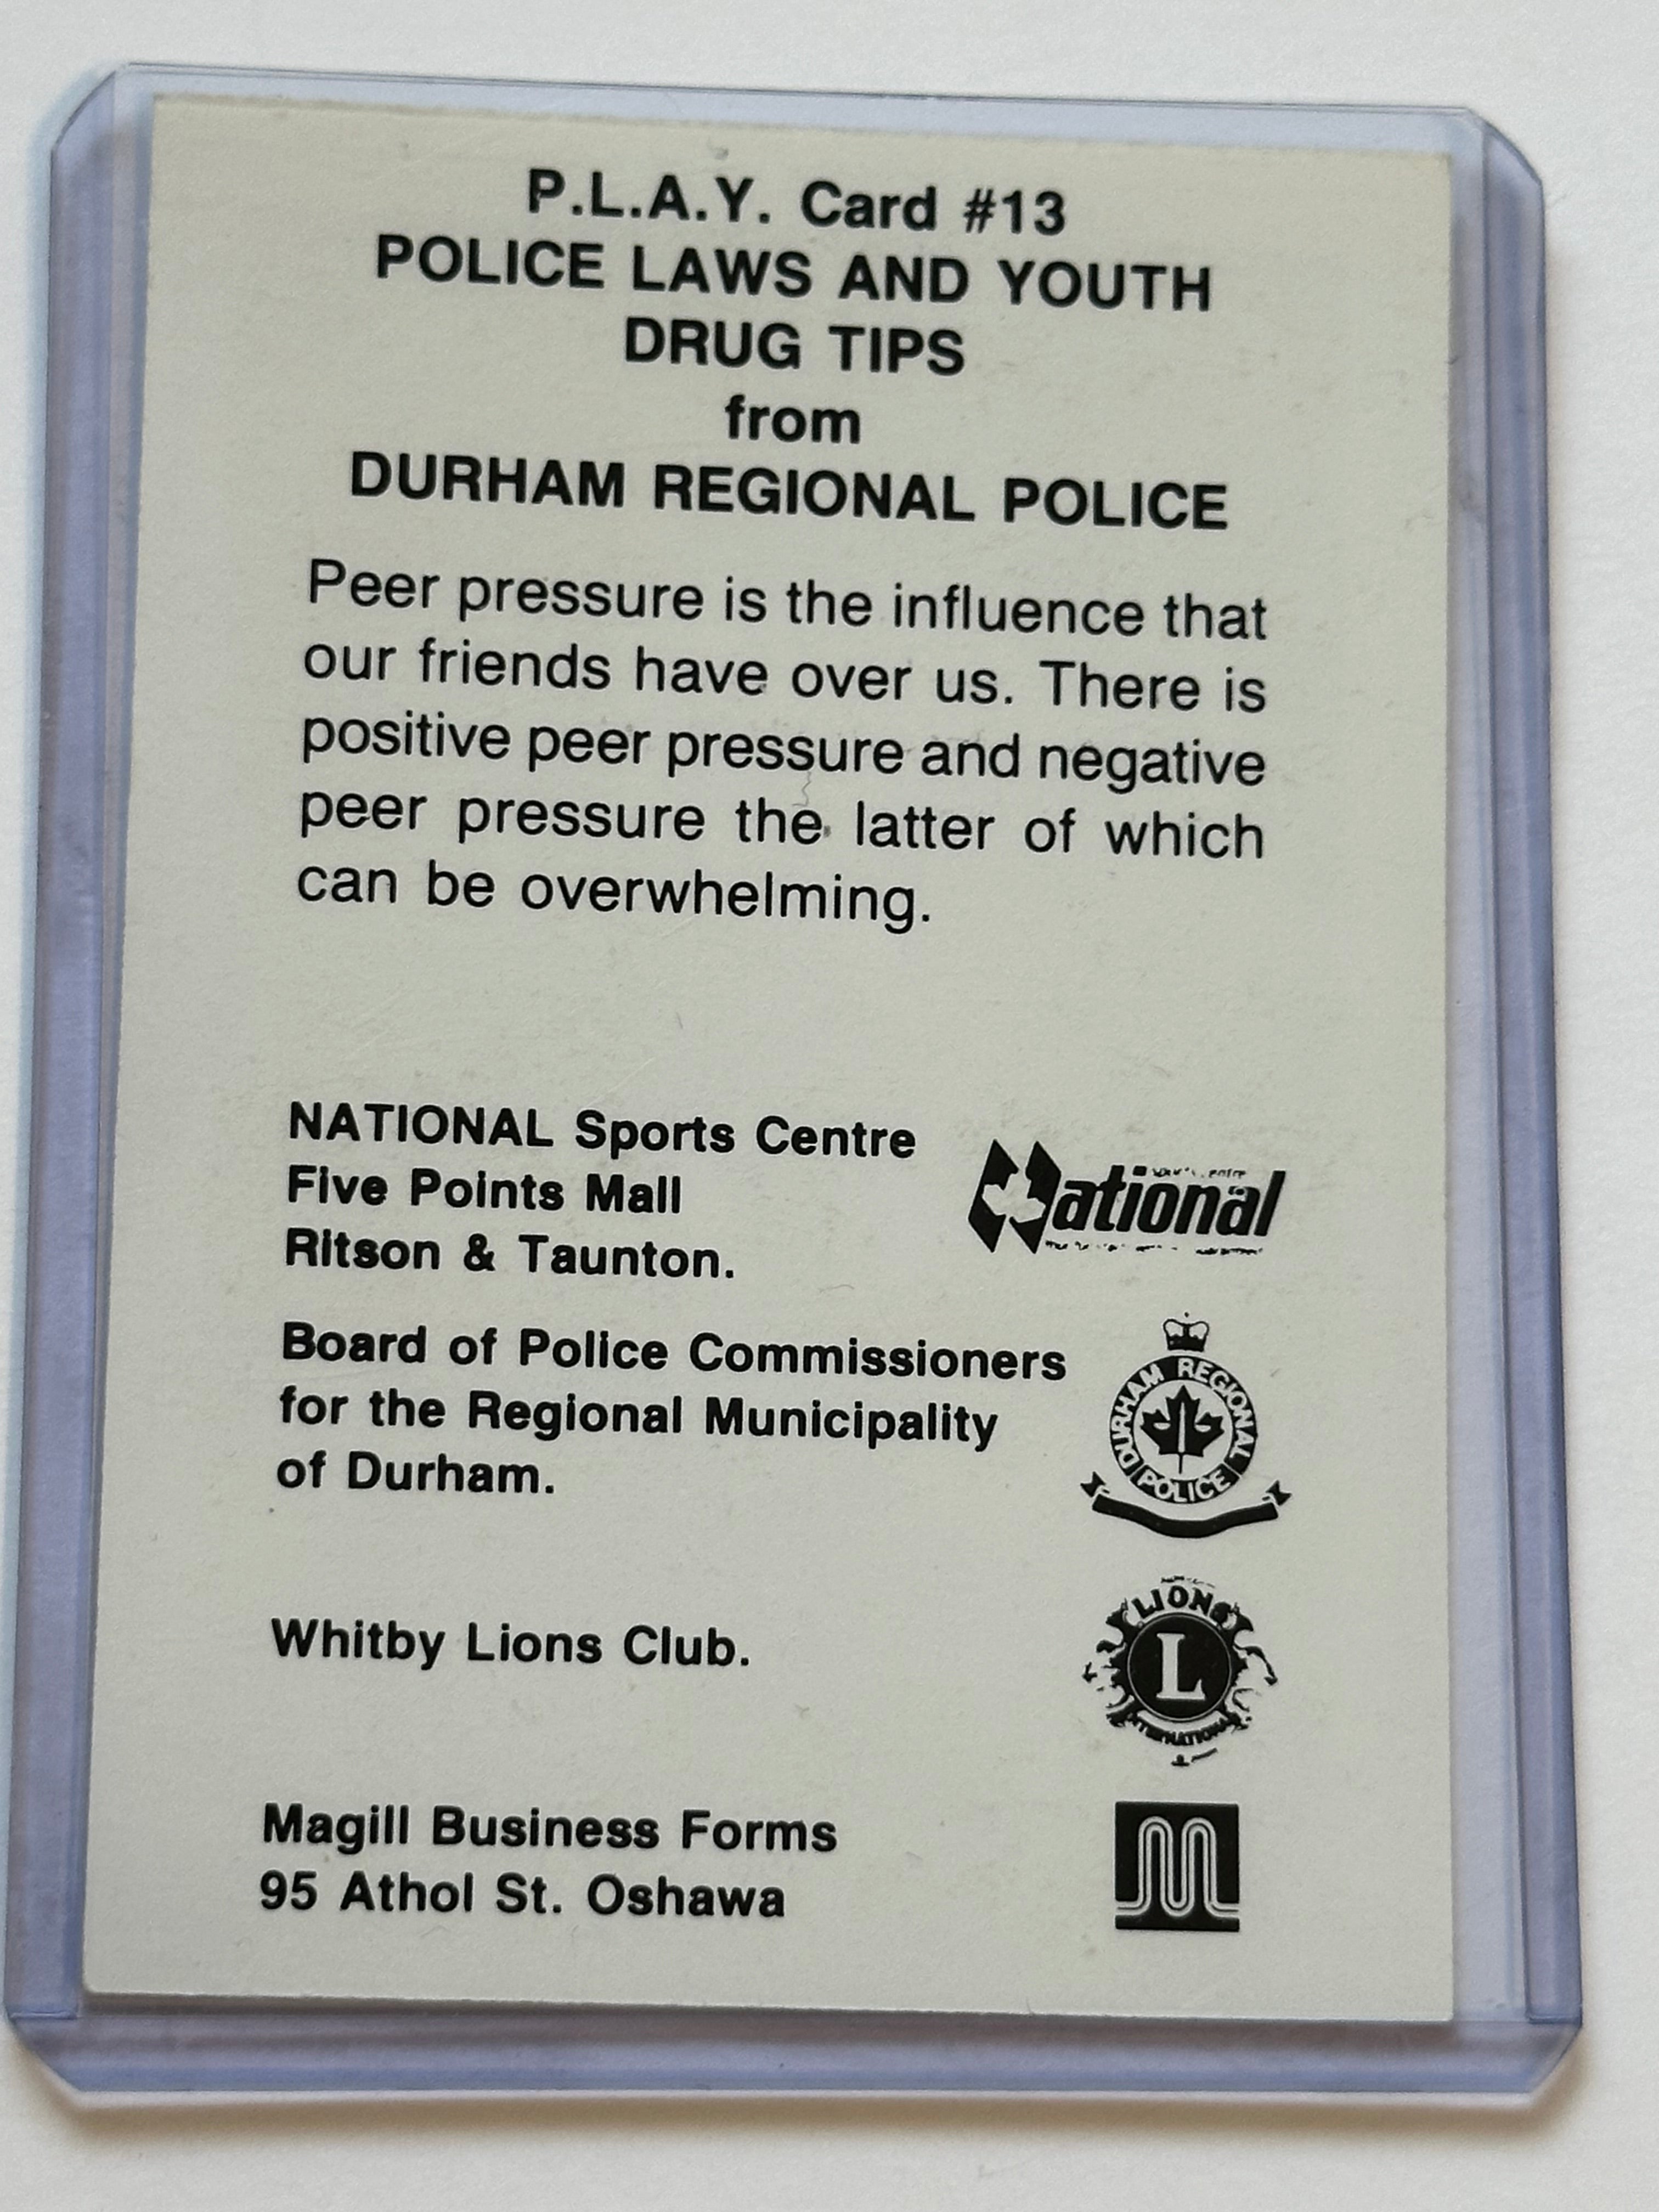 P.L.A.Y. Card #13
POLICE LAWS AND YOUTH
DRUG TIPS
from
DURHAM REGIONAL POLICE
Peer pressure is the influence that
our friends have over us. There is
positive peer pressure and negative
peer pressure the latter of which
can be overwhelming.
NATIONAL Sports Centre
Five Points Mall
Ritson & Taunton.
National
Board of Police Commissioners
for the Regional Municipality
of Durham.
DURHAM REGIONAL
POLICE
Whitby Lions Club.
LIONS
L
INTERNATIONAL
Magill Business Forms
95 Athol St. Oshawa
M